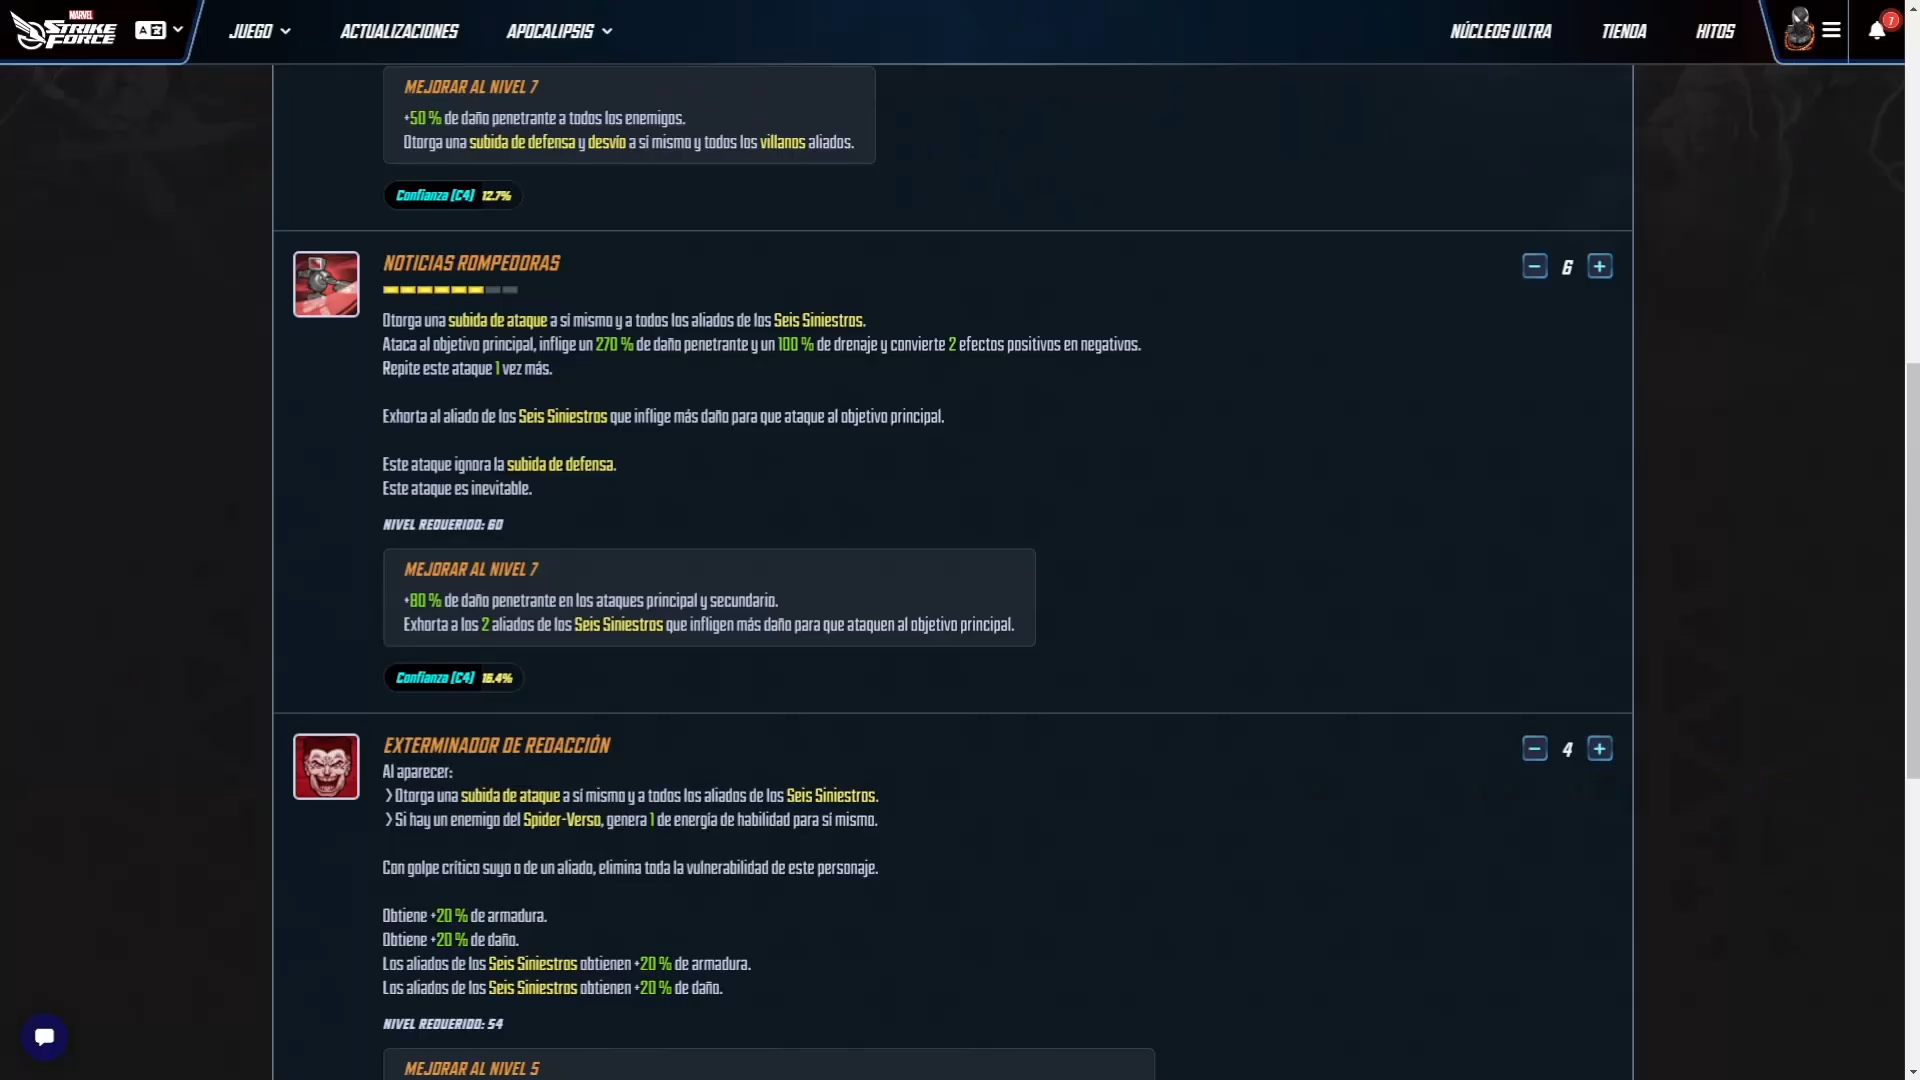 MARVEL
STRIKE
FORCE
JUEGO
ACTUALIZACIONES
APOCALIPSIS
NÚCLEOS ULTRA
TIENDA
HITOS
7
MEJORAR AL NIVEL 7
+50 % de daño penetrante a todos los enemigos.
Otorga una subida de defensa y desvío a sí mismo y todos los villanos aliados.
Confianza [C4] 12.7%
NOTICIAS ROMPEDORAS
6
Otorga una subida de ataque a sí mismo y a todos los aliados de los Seis Siniestros.
Ataca al objetivo principal, inflige un 270 % de daño penetrante y un 100 % de drenaje y convierte 2 efectos positivos en negativos.
Repite este ataque 1 vez más.
Exhorta al aliado de los Seis Siniestros que inflige más daño para que ataque al objetivo principal.
Este ataque ignora la subida de defensa.
Este ataque es inevitable.
NIVEL REQUERIDO: 60
MEJORAR AL NIVEL 7
+80 % de daño penetrante en los ataques principal y secundario.
Exhorta a los 2 aliados de los Seis Siniestros que infligen más daño para que ataquen al objetivo principal.
Confianza [C4] 16.4%
EXTERMINADOR DE REDACCIÓN
4
Al aparecer:
❯Otorga una subida de ataque a sí mismo y a todos los aliados de los Seis Siniestros.
❯Si hay un enemigo del Spider-Verso, genera 1 de energía de habilidad para sí mismo.
Con golpe crítico suyo o de un aliado, elimina toda la vulnerabilidad de este personaje.
Obtiene +20 % de armadura.
Obtiene +20 % de daño.
Los aliados de los Seis Siniestros obtienen +20 % de armadura.
Los aliados de los Seis Siniestros obtienen +20 % de daño.
NIVEL REQUERIDO: 54
MEJORAR AL NIVEL 5